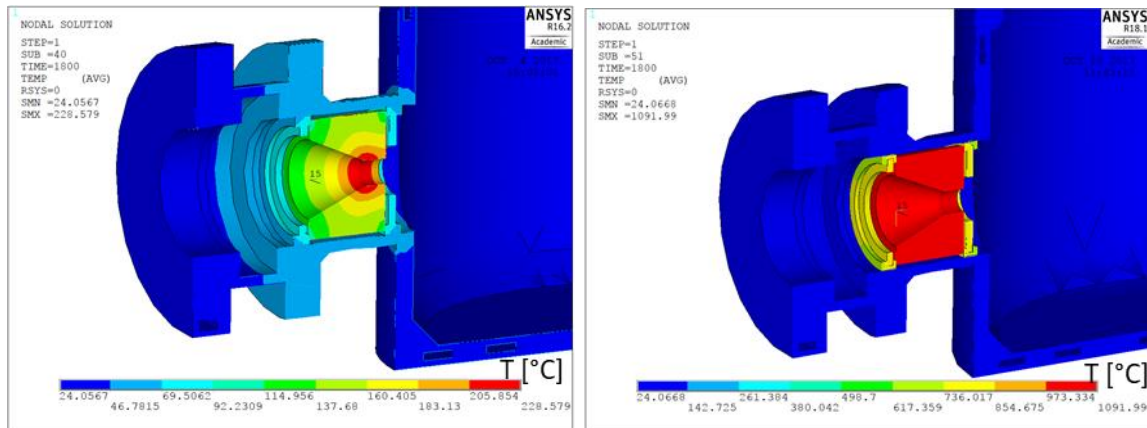 1
NODAL SOLUTION
STEP=1
SUB =40
TIME=1800
TEMP (AVG)
RSYS=0
SMN =24.0567
SMX =228.579
ANSYS
R16.2
Academic
15
T [°C]
24.0567 69.5062 114.956 160.405 205.854
46.7815 92.2309 137.68 183.13 228.579
1
NODAL SOLUTION
STEP=1
SUB =51
TIME=1800
TEMP (AVG)
RSYS=0
SMN =24.0668
SMX =1091.99
ANSYS
R18.1
Academic
T [°C]
24.0668 261.384 498.7 736.017 973.334
142.725 380.042 617.359 854.675 1091.99